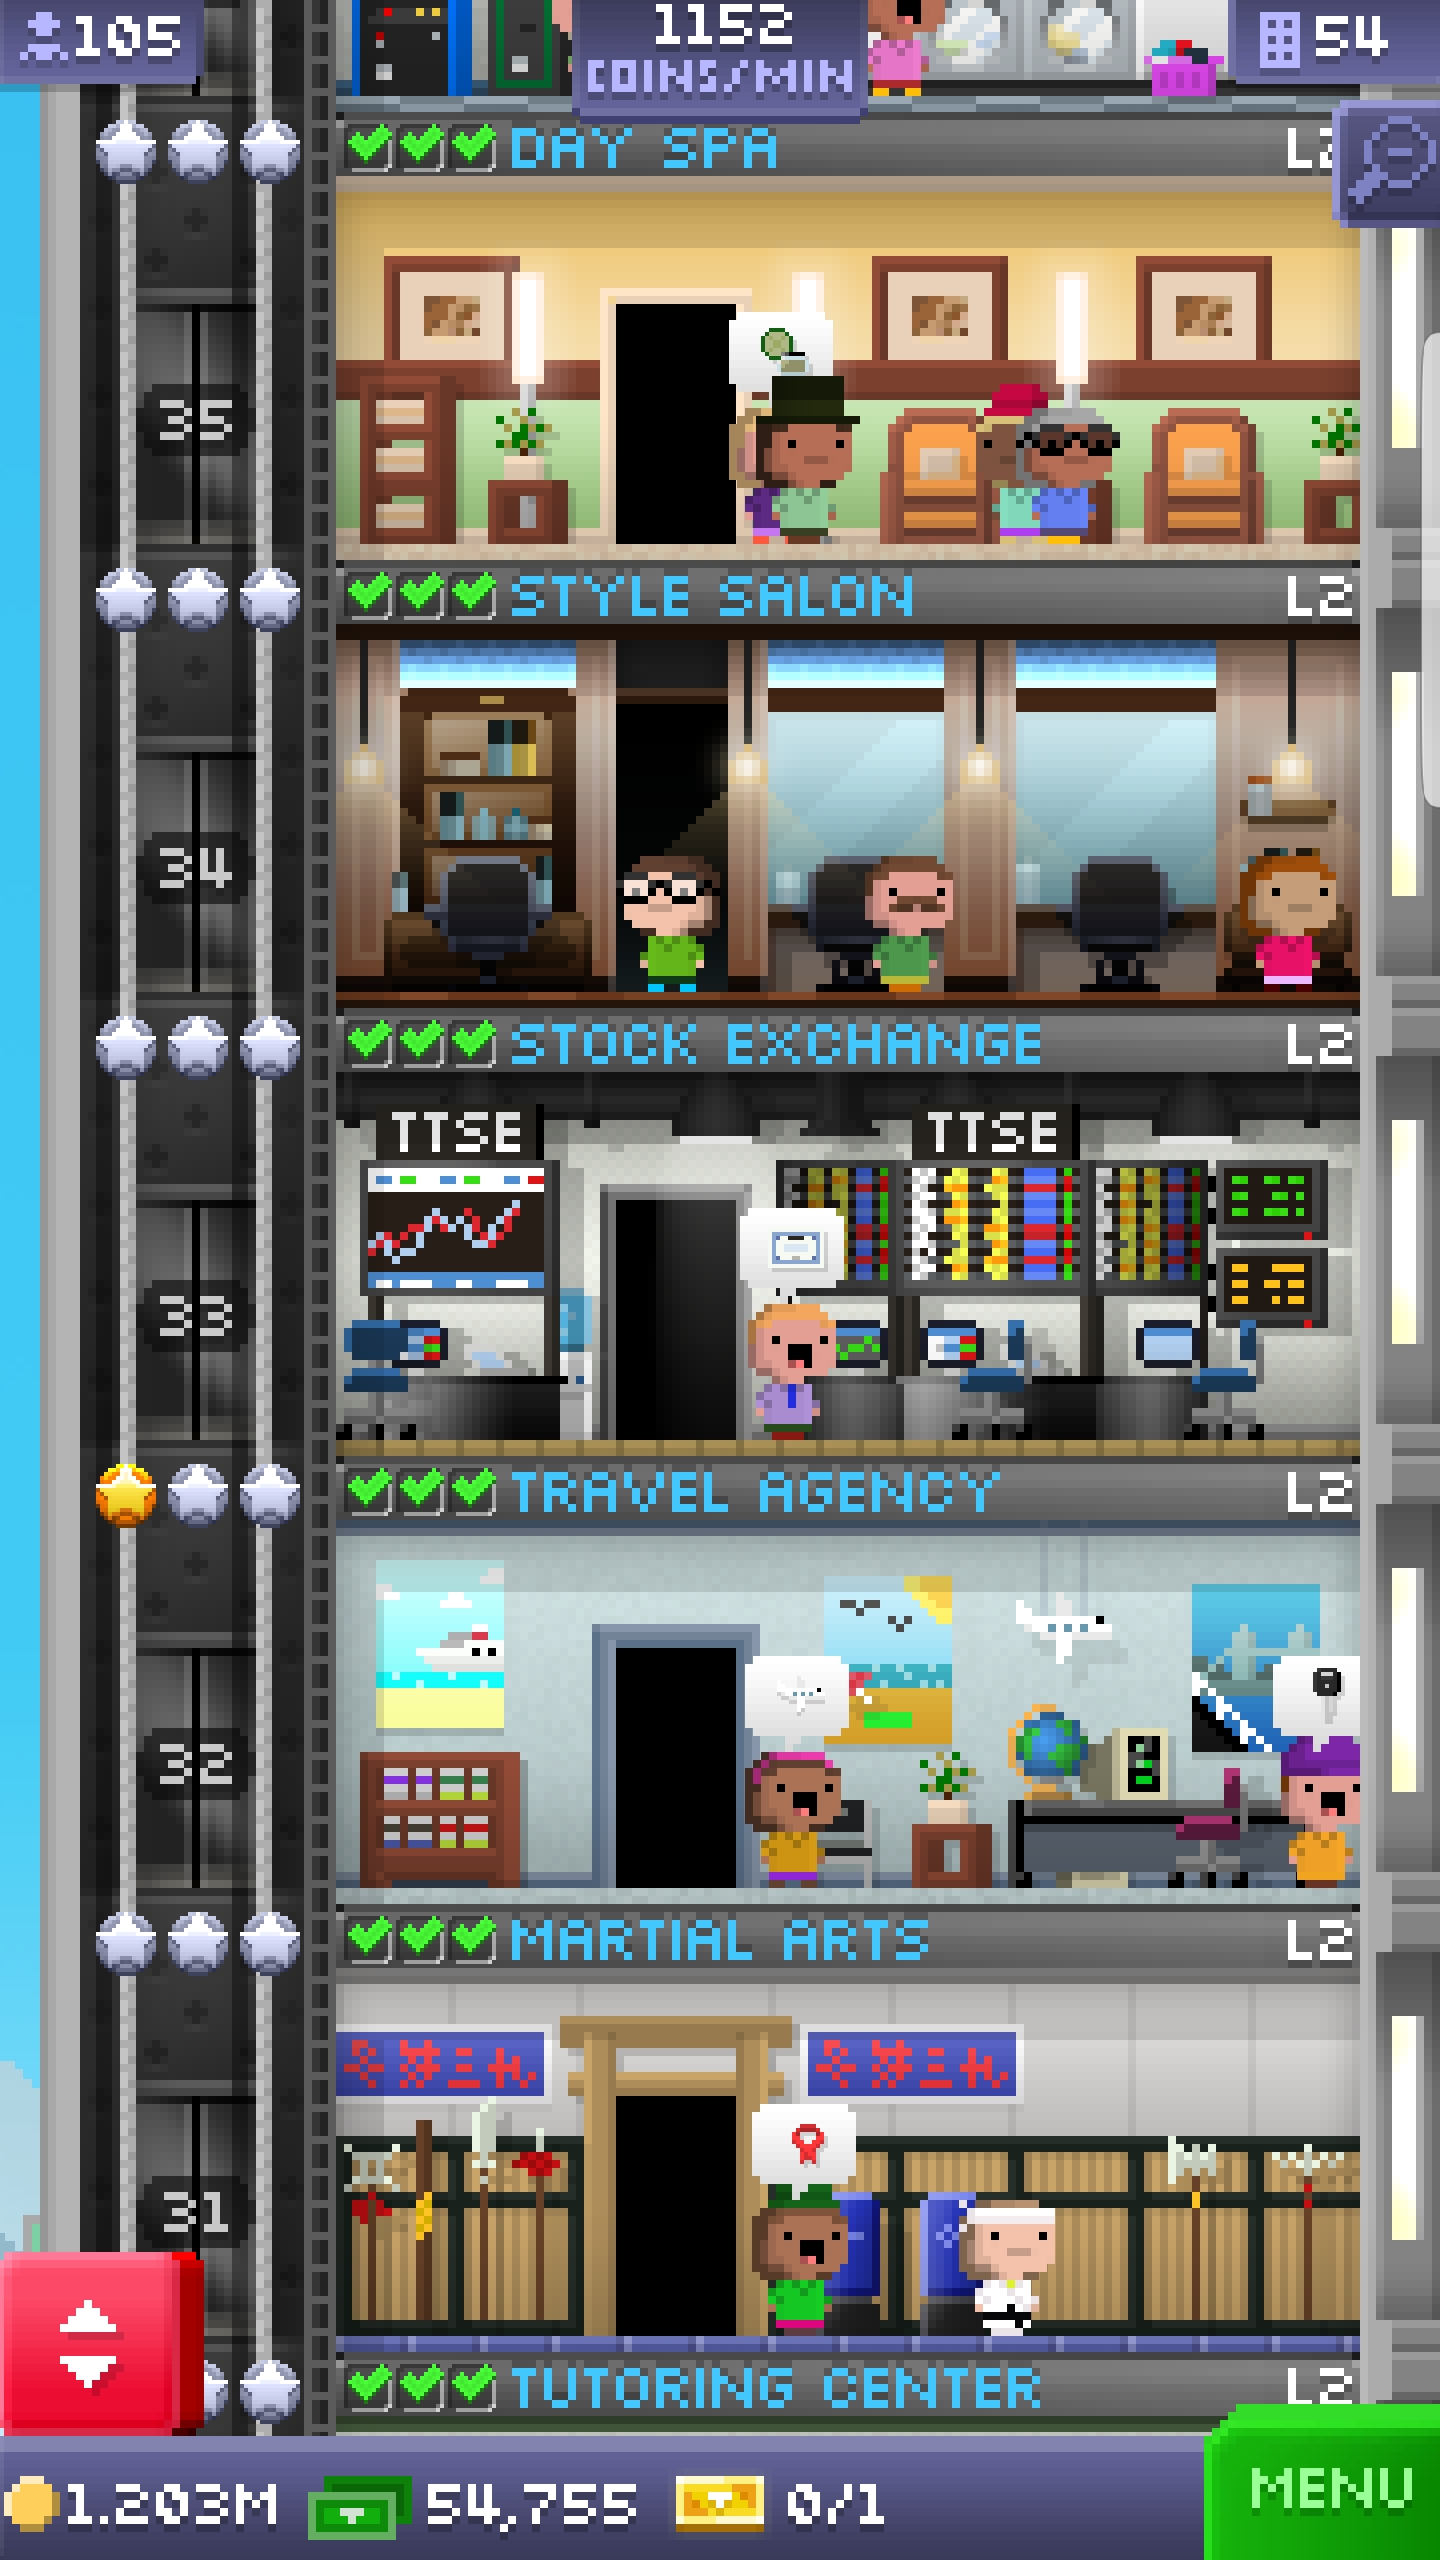 105
1152
COINS/MIN
54
DAY SPA
35
STYLE SALON L2
34
STOCK EXCHANGE L2
TTSE TTSE
33
TRAVEL AGENCY L2
32
MARTIAL ARTS L2
31
TUTORING CENTER L2
1.203M 54,755 0/1
MENU